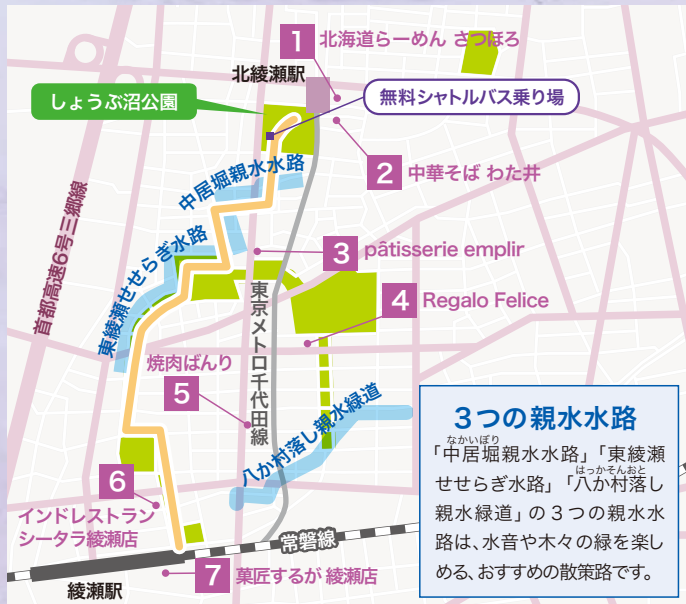 1 北海道らーめん さつほろ
北綾瀬駅
しょうぶ沼公園
無料シャトルバス乗り場
2 中華そば わた井
中居堀親水水路
首都高速6号三郷線
東綾瀬せせらぎ水路
3 pâtisserie emplir
東京メトロ千代田線
4 Regalo Felice
焼肉ばんり
5
八か村落し親水緑道
6
インドレストラン
シータラ綾瀬店
常磐線
綾瀬駅
7 菓匠するが 綾瀬店
3つの親水水路
なかいぼり
「中居堀親水水路」「東綾瀬
はっかそんおと
せせらぎ水路」「八か村落し
親水緑道」の3つの親水水
路は、水音や木々の緑を楽し
める、おすすめの散策路です。